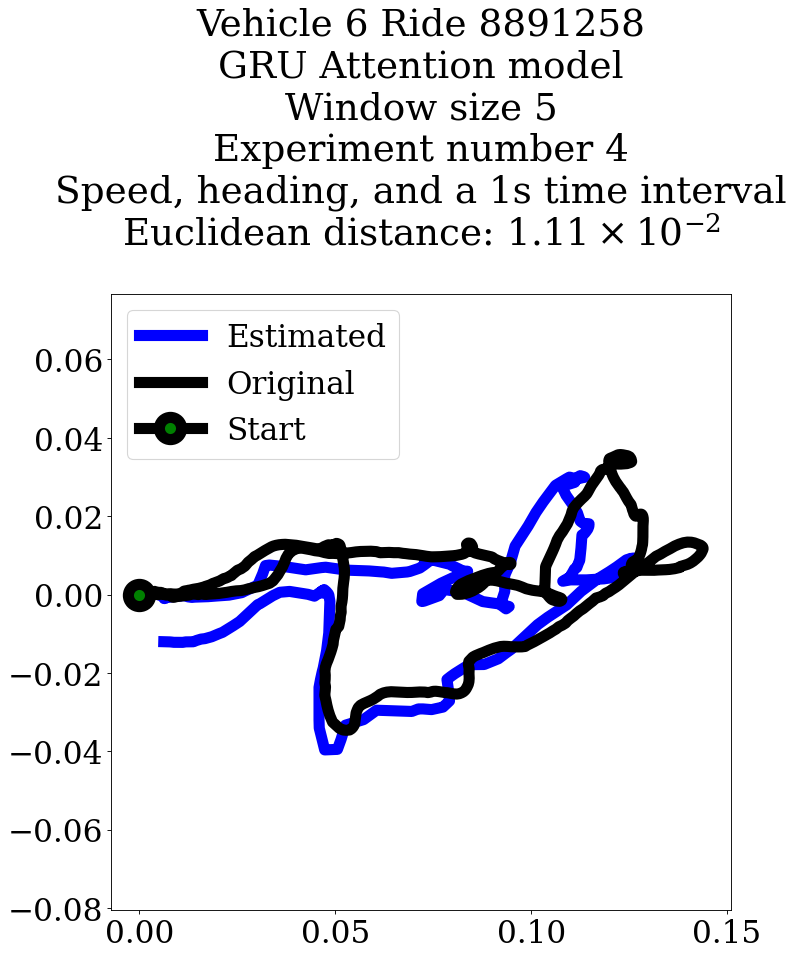 Vehicle 6 Ride 8891258
GRU Attention model
Window size 5
Experiment number 4
Speed, heading, and a 1s time interval
Euclidean distance: 1.11 × 10⁻²
Estimated
Original
Start
0.06
0.04
0.02
0.00
−0.02
−0.04
−0.06
−0.08
0.00 0.05 0.10 0.15